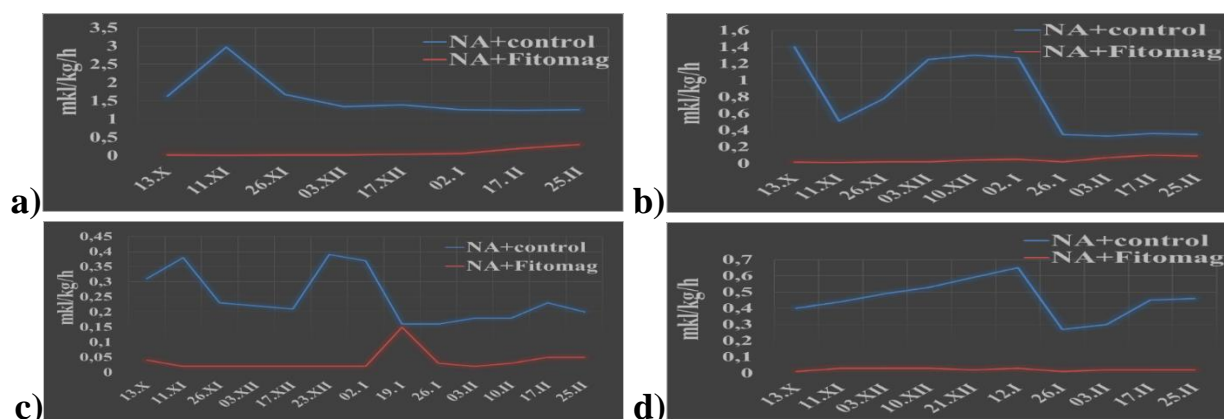 a)
mkl/kg/h
3,5
3
2,5
2
1,5
1
0,5
0
NA+control
NA+Fitomag
13.X 11.XI 26.XI 03.XII 17.XII 02. I 17. II 25.II
b)
mkl/kg/h
1,6
1,4
1,2
1
0,8
0,6
0,4
0,2
0
NA+control
NA+Fitomag
13.X 11.XI 26.XI 03.XII 10.XII 02. I 26. I 03.II 17.II 25.II
c)
mkl/kg/h
0,45
0,4
0,35
0,3
0,25
0,2
0,15
0,1
0,05
0
NA+control
NA+Fitomag
13.X 11.XI 26.XI 03.XII 17.XII 23.XII 02. I 19. I 26. I 03.II 10.II 17.II 25.II
d)
mkl/kg/h
0,7
0,6
0,5
0,4
0,3
0,2
0,1
0
NA+control
NA+Fitomag
13.X 11.XI 03.XII 10.XII 21.XII 12.I 26.I 03.II 17.II 25.II